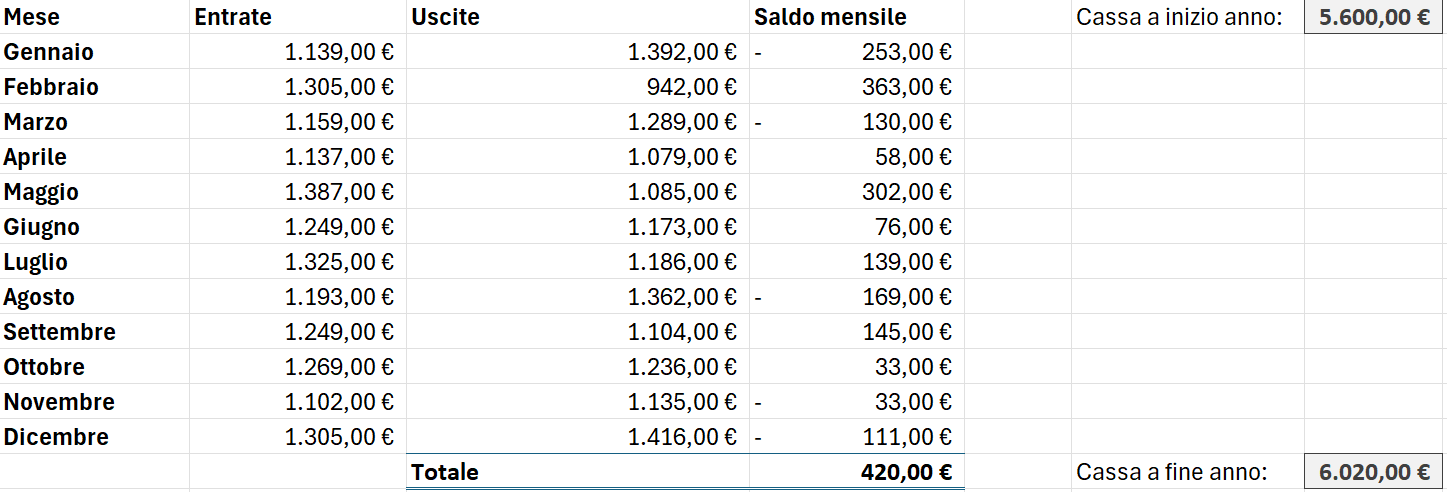 Mese Entrate Uscite Saldo mensile Cassa a inizio anno: 5.600,00 €
Gennaio 1.139,00 € 1.392,00 € - 253,00 €
Febbraio 1.305,00 € 942,00 € 363,00 €
Marzo 1.159,00 € 1.289,00 € - 130,00 €
Aprile 1.137,00 € 1.079,00 € 58,00 €
Maggio 1.387,00 € 1.085,00 € 302,00 €
Giugno 1.249,00 € 1.173,00 € 76,00 €
Luglio 1.325,00 € 1.186,00 € 139,00 €
Agosto 1.193,00 € 1.362,00 € - 169,00 €
Settembre 1.249,00 € 1.104,00 € 145,00 €
Ottobre 1.269,00 € 1.236,00 € 33,00 €
Novembre 1.102,00 € 1.135,00 € - 33,00 €
Dicembre 1.305,00 € 1.416,00 € - 111,00 €
Totale 420,00 € Cassa a fine anno: 6.020,00 €